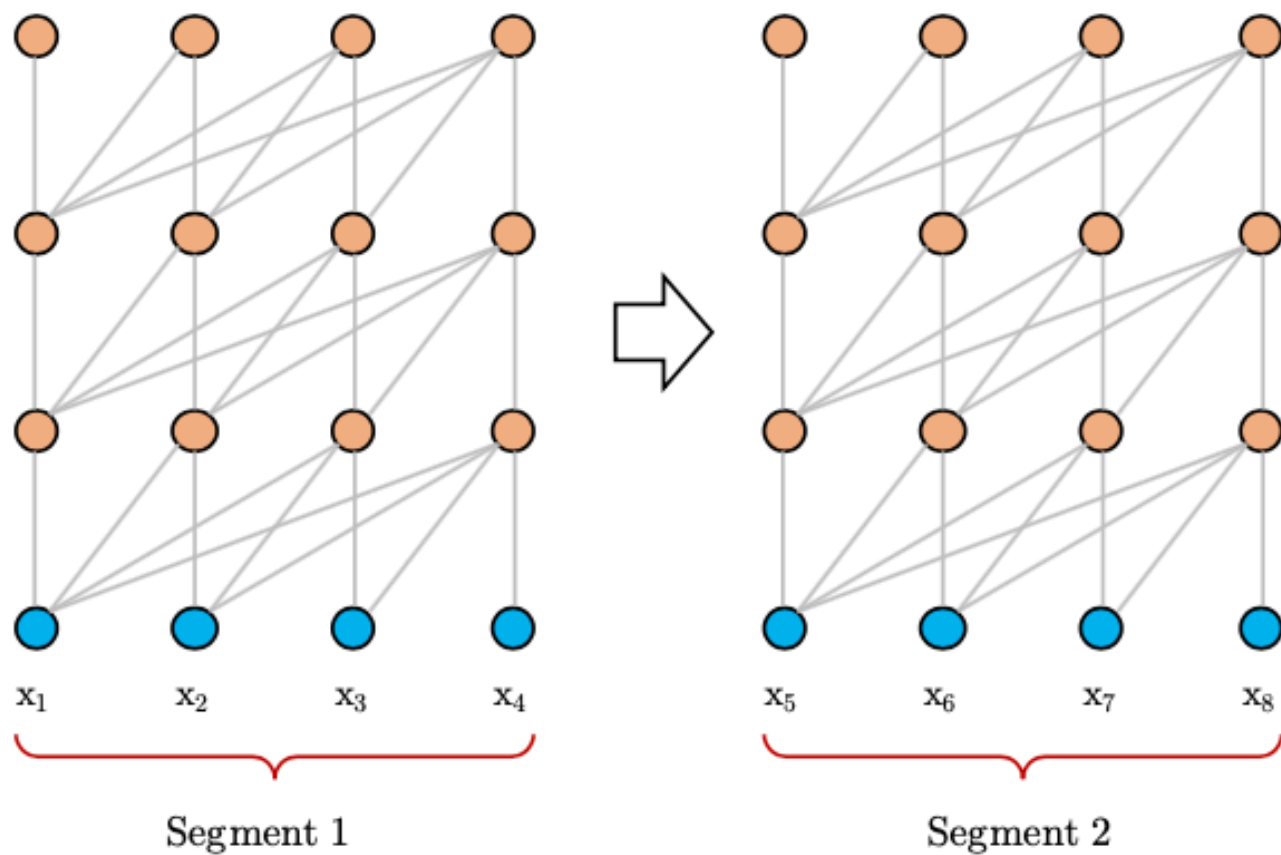 x₁ x₂ x₃ x₄ x₅ x₆ x₇ x₈
Segment 1 Segment 2